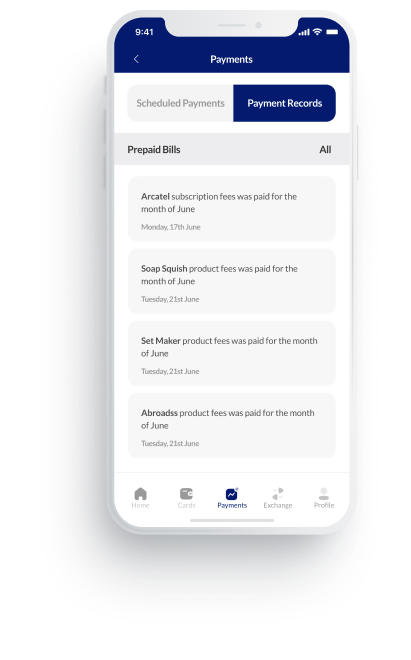 9:41
Payments
Scheduled Payments
Payment Records
Prepaid Bills
All
Arcatel subscription fees was paid for the
month of June
Monday, 17th June
Soap Squish product fees was paid for the
month of June
Tuesday, 21st June
Set Maker product fees was paid for the month
of June
Tuesday, 21st June
Abroadss product fees was paid for the month
of June
Tuesday, 21st June
Home
Cards
Payments
Exchange
Profile